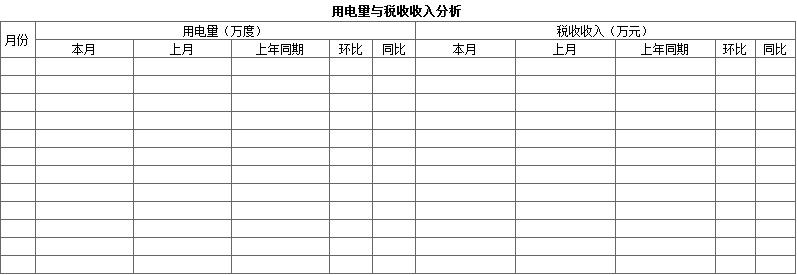 用电量与税收收入分析
月份 用电量（万度） 税收收入（万元）
本月 上月 上年同期 环比 同比 本月 上月 上年同期 环比 同比